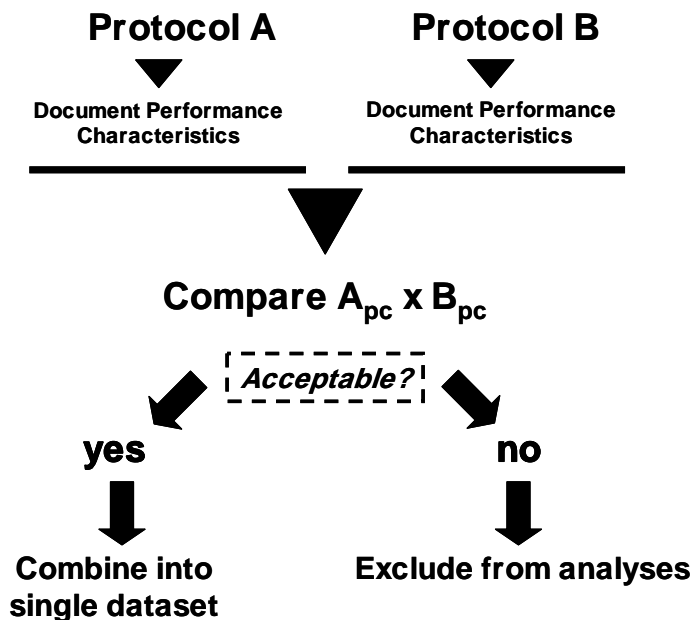 Protocol A
Protocol B
Document Performance
Characteristics
Document Performance
Characteristics
Compare Apc x Bpc
Acceptable?
yes
no
Combine into
single dataset
Exclude from analyses